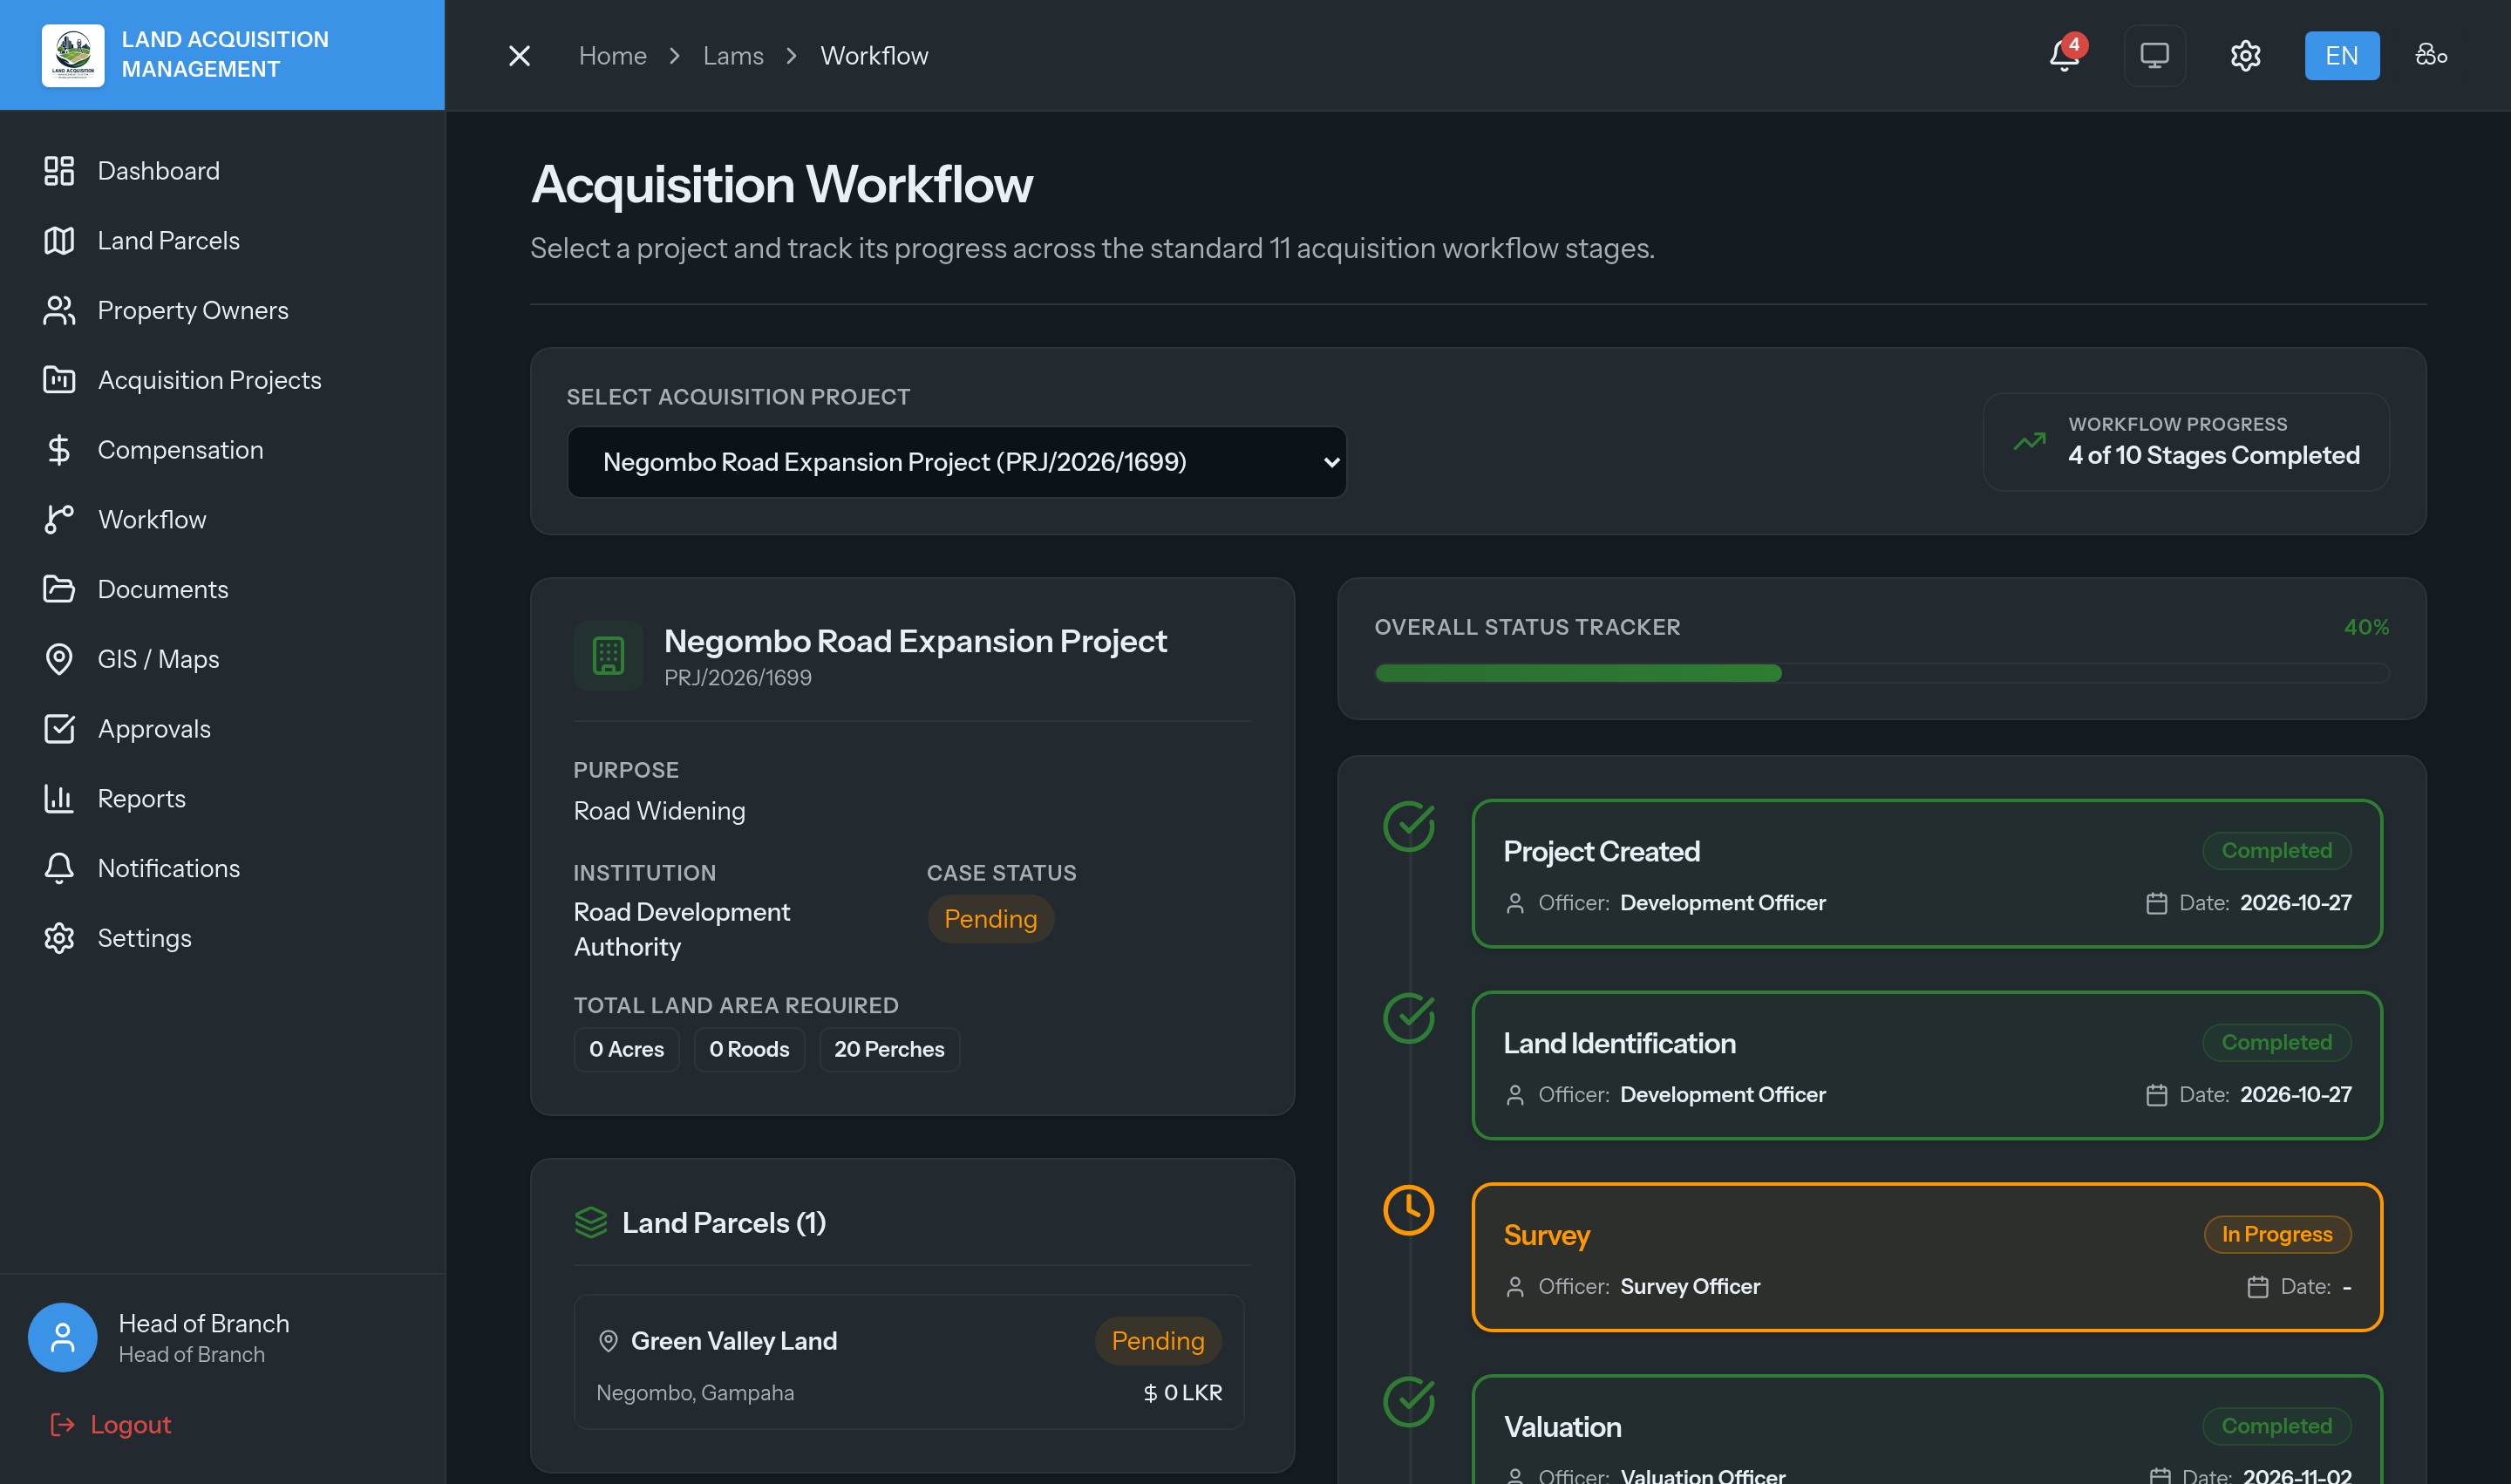 LAND ACQUISITION
MANAGEMENT
Home
Lams
Workflow
4
EN
Dashboard
Land Parcels
Property Owners
Acquisition Projects
Compensation
Workflow
Documents
GIS / Maps
Approvals
Reports
Notifications
Settings
Head of Branch
Head of Branch
Logout
Acquisition Workflow
Select a project and track its progress across the standard 11 acquisition workflow stages.
SELECT ACQUISITION PROJECT
Negombo Road Expansion Project (PRJ/2026/1699)
WORKFLOW PROGRESS
4 of 10 Stages Completed
Negombo Road Expansion Project
PRJ/2026/1699
PURPOSE
Road Widening
INSTITUTION
Road Development
Authority
CASE STATUS
Pending
TOTAL LAND AREA REQUIRED
0 Acres
0 Roods
20 Perches
Land Parcels (1)
Green Valley Land
Pending
Negombo, Gampaha
$ 0 LKR
OVERALL STATUS TRACKER
40%
Project Created
Completed
Officer: Development Officer
Date: 2026-10-27
Land Identification
Completed
Officer: Development Officer
Date: 2026-10-27
Survey
In Progress
Officer: Survey Officer
Date: -
Valuation
Completed
Officer: Valuation Officer
Date: 2026-11-02